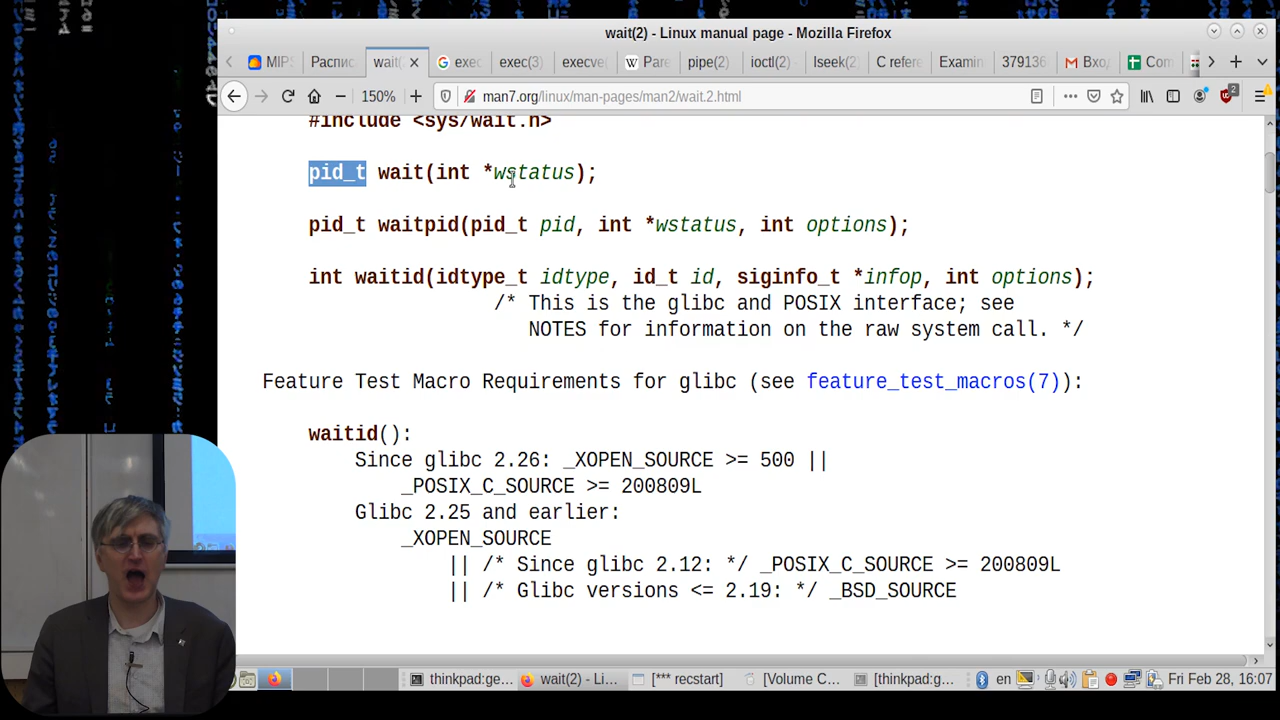 wait(2) - Linux manual page - Mozilla Firefox
MIPS
Распис
wait(
exec
exec(3)
execve
W Pare
pipe(2)
ioctl(2)
lseek(2
C refere
Examin
379136
Вхо
Com
150%
man7.org/linux/man-pages/man2/wait.2.html
2
#include <sys/wait.h>
pid_t wait(int *wstatus);
pid_t waitpid(pid_t pid, int *wstatus, int options);
int waitid(idtype_t idtype, id_t id, siginfo_t *infop, int options);
/* This is the glibc and POSIX interface; see
NOTES for information on the raw system call. */
Feature Test Macro Requirements for glibc (see feature_test_macros(7)):
waitid():
Since glibc 2.26: _XOPEN_SOURCE >= 500 ||
_POSIX_C_SOURCE >= 200809L
Glibc 2.25 and earlier:
_XOPEN_SOURCE
|| /* Since glibc 2.12: */ _POSIX_C_SOURCE >= 200809L
|| /* Glibc versions <= 2.19: */ _BSD_SOURCE
thinkpad:ge...
wait(2) - Li...
[*** recstart]
[Volume C...
[thinkpad:g...
en
Fri Feb 28, 16:07